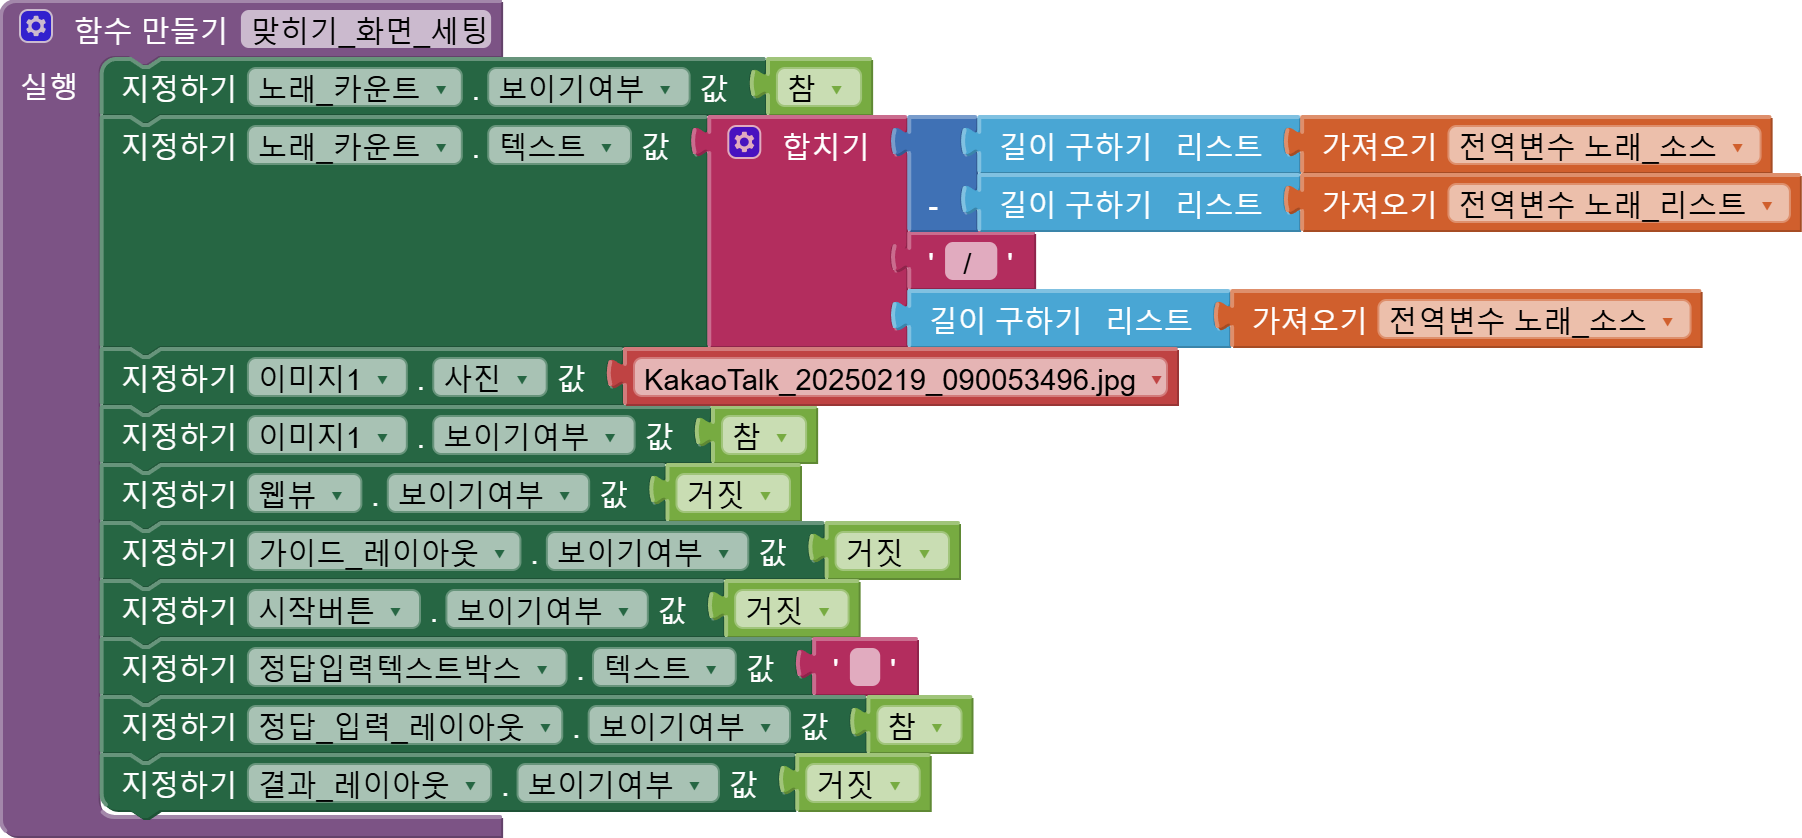 함수 만들기 맞히기_화면_세팅
실행 지정하기 노래_카운트 . 보이기여부 값 참
지정하기 노래_카운트 . 텍스트 값 합치기 길이 구하기 리스트 가져오기 전역변수 노래_소스
- 길이 구하기 리스트 가져오기 전역변수 노래_리스트
' / '
길이 구하기 리스트 가져오기 전역변수 노래_소스
지정하기 이미지1 . 사진 값 KakaoTalk_20250219_090053496.jpg
지정하기 이미지1 . 보이기여부 값 참
지정하기 웹뷰 . 보이기여부 값 거짓
지정하기 가이드_레이아웃 . 보이기여부 값 거짓
지정하기 시작버튼 . 보이기여부 값 거짓
지정하기 정답입력텍스트박스 . 텍스트 값 ' '
지정하기 정답_입력_레이아웃 . 보이기여부 값 참
지정하기 결과_레이아웃 . 보이기여부 값 거짓